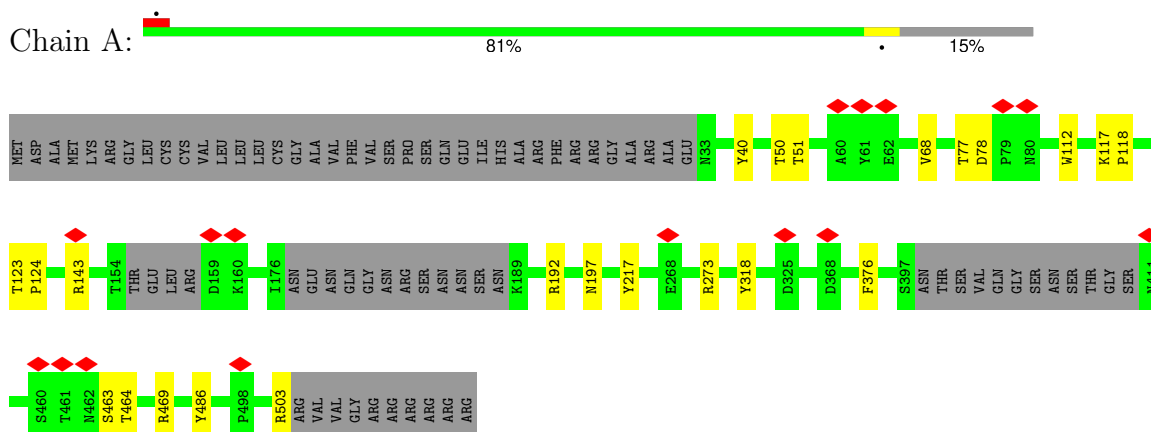 Chain A:
81%
15%
MET ASP ALA MET LYS ARG GLY LEU CYS CYS VAL LEU LEU LEU CYS GLY ALA VAL PHE VAL SER PRO SER GLN GLU ILE HIS ALA ARG PHE ARG ARG GLY ALA ARG ALA GLU N33 Y40 T50 T51 A60 Y61 E62 V68 T77 D78 P79 N80 W112 K117 P118
T123 P124 R143 T154 THR GLU LEU ARG D159 K160 I176 ASN GLU ASN GLN GLY ASN ARG SER ASN ASN SER ASN K189 R192 N197 Y217 E268 R273 Y318 D325 D368 F376 S397 ASN THR SER VAL GLN GLY SER ASN SER THR GLY SER
S460 T461 N462 S463 T464 R469 Y486 P498 R503 ARG VAL VAL GLY ARG ARG ARG ARG ARG ARG